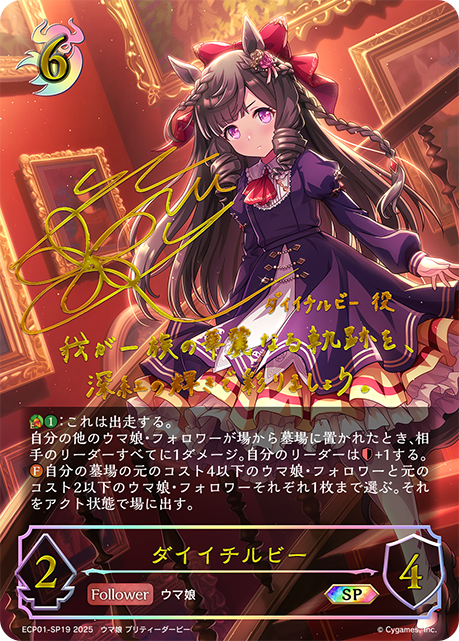 6
ダイイチルビー 役
我が一族の華麗なる軌跡を、
深紅の輝きで彩りましょう。
1：これは出走する。
自分の他のウマ娘・フォロワーが場から墓場に置かれたとき、相
手のリーダーすべてに1ダメージ。自分のリーダーは+1する。
F 自分の墓場の元のコスト4以下のウマ娘・フォロワーと元の
コスト2以下のウマ娘・フォロワーそれぞれ1枚まで選ぶ。それ
をアクト状態で場に出す。
ダイイチルビー
2
Follower ウマ娘
SP
4
ECP01-SP19 2025 ウマ娘 プリティーダービー
© Cygames, Inc.